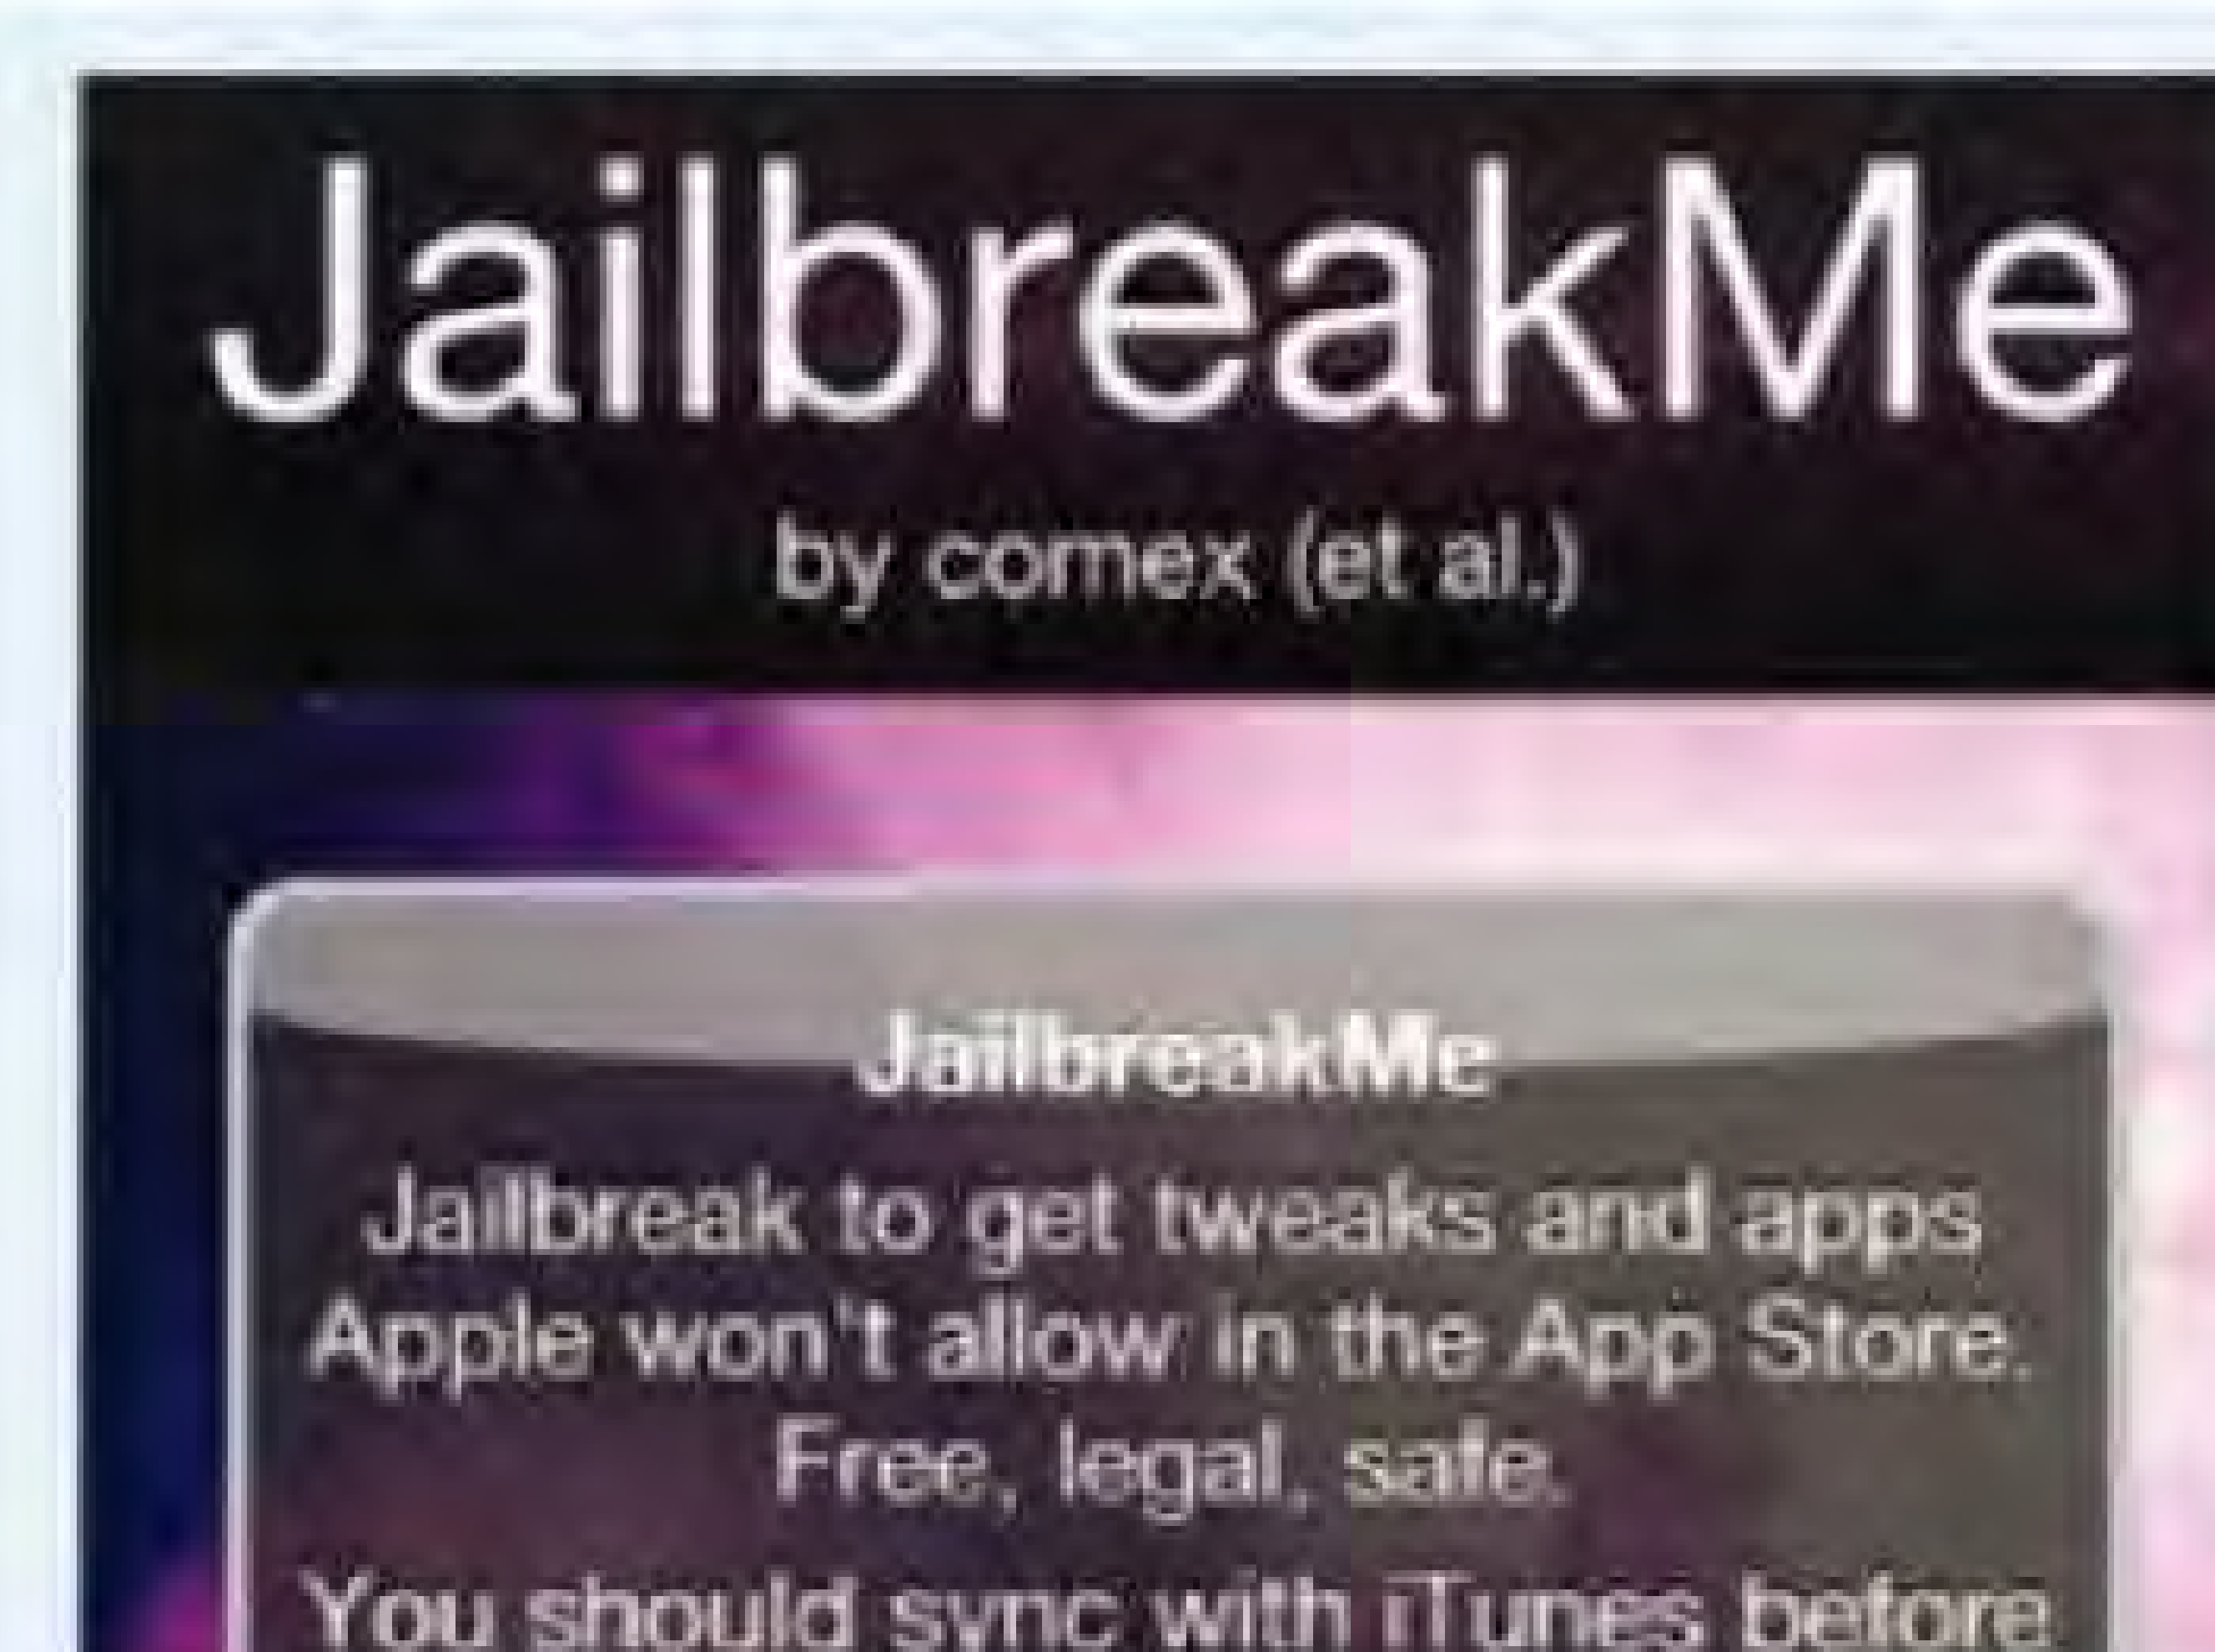 JailbreakMe
by comex (et al.)
JailbreakMe
Jailbreak to get tweaks and apps
Apple won't allow in the App Store.
Free, legal, safe.
You should sync with iTunes before